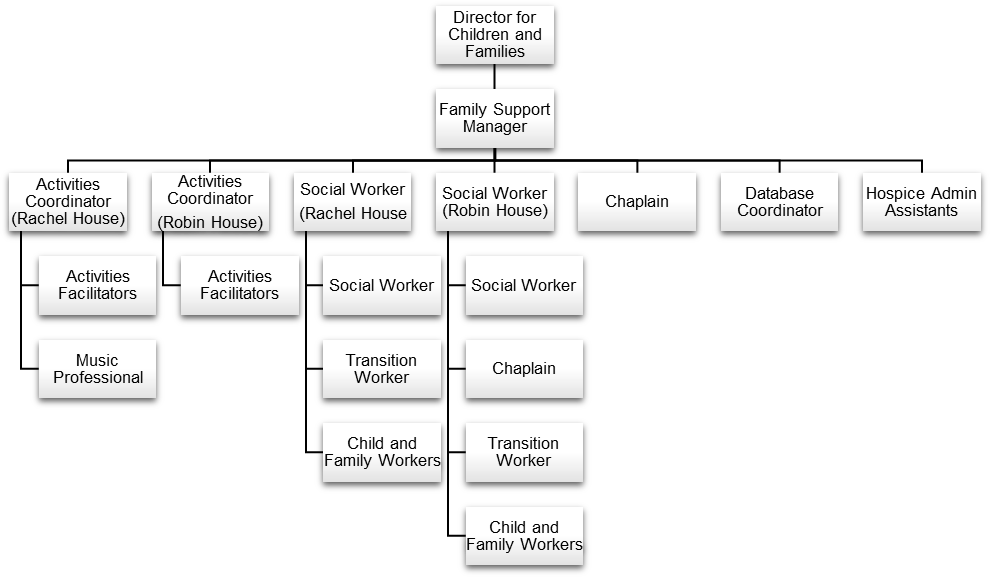 Director for
Children and
Families
Family Support
Manager
Activities
Coordinator
(Rachel House)
Activities
Coordinator
(Robin House)
Social Worker
(Rachel House
Social Worker
(Robin House)
Chaplain
Database
Coordinator
Hospice Admin
Assistants
Activities
Facilitators
Music
Professional
Activities
Facilitators
Social Worker
Transition
Worker
Child and
Family Workers
Social Worker
Chaplain
Transition
Worker
Child and
Family Workers